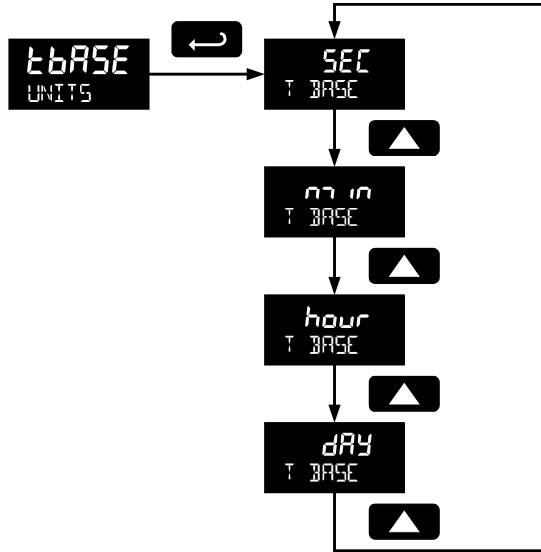 tbASE
UNITS
SEC
T BASE
min
T BASE
hour
T BASE
dAy
T BASE